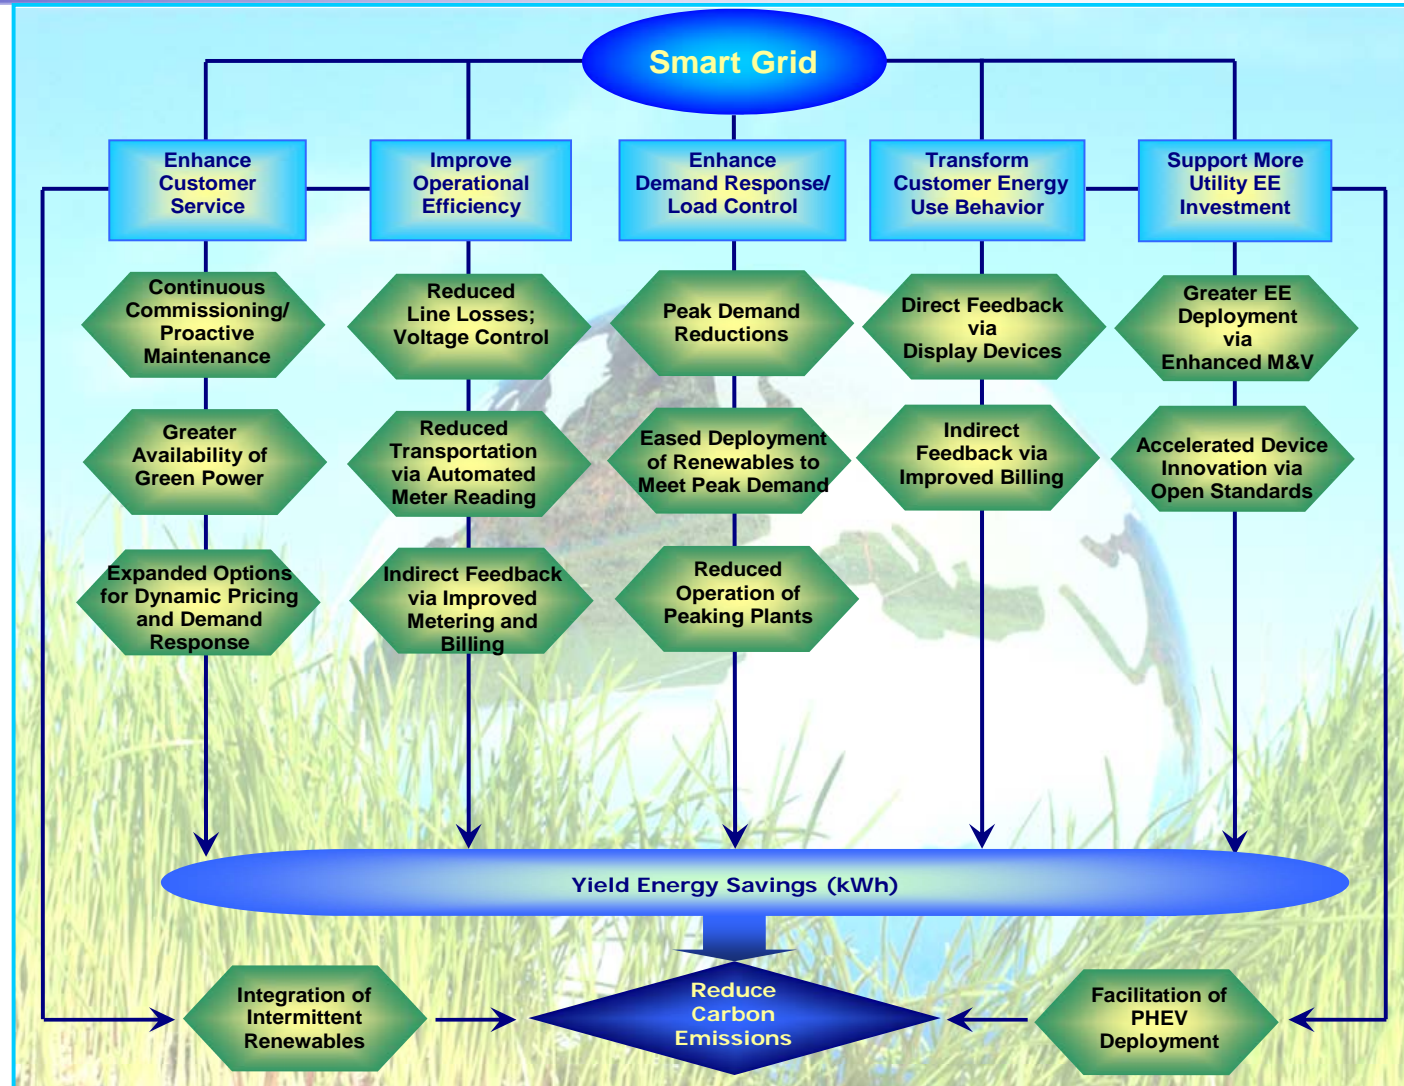 Smart Grid
Enhance
Customer
Service
Improve
Operational
Efficiency
Enhance
Demand Response/
Load Control
Transform
Customer Energy
Use Behavior
Support More
Utility EE
Investment
Continuous
Commissioning/
Proactive
Maintenance
Reduced
Line Losses;
Voltage Control
Peak Demand
Reductions
Direct Feedback
via
Display Devices
Greater EE
Deployment
via
Enhanced M&V
Greater
Availability of
Green Power
Reduced
Transportation
via Automated
Meter Reading
Eased Deployment
of Renewables to
Meet Peak Demand
Indirect
Feedback via
Improved Billing
Accelerated Device
Innovation via
Open Standards
Expanded Options
for Dynamic Pricing
and Demand
Response
Indirect Feedback
via Improved
Metering and
Billing
Reduced
Operation of
Peaking Plants
Yield Energy Savings (kWh)
Integration of
Intermittent
Renewables
Reduce
Carbon
Emissions
Facilitation of
PHEV
Deployment